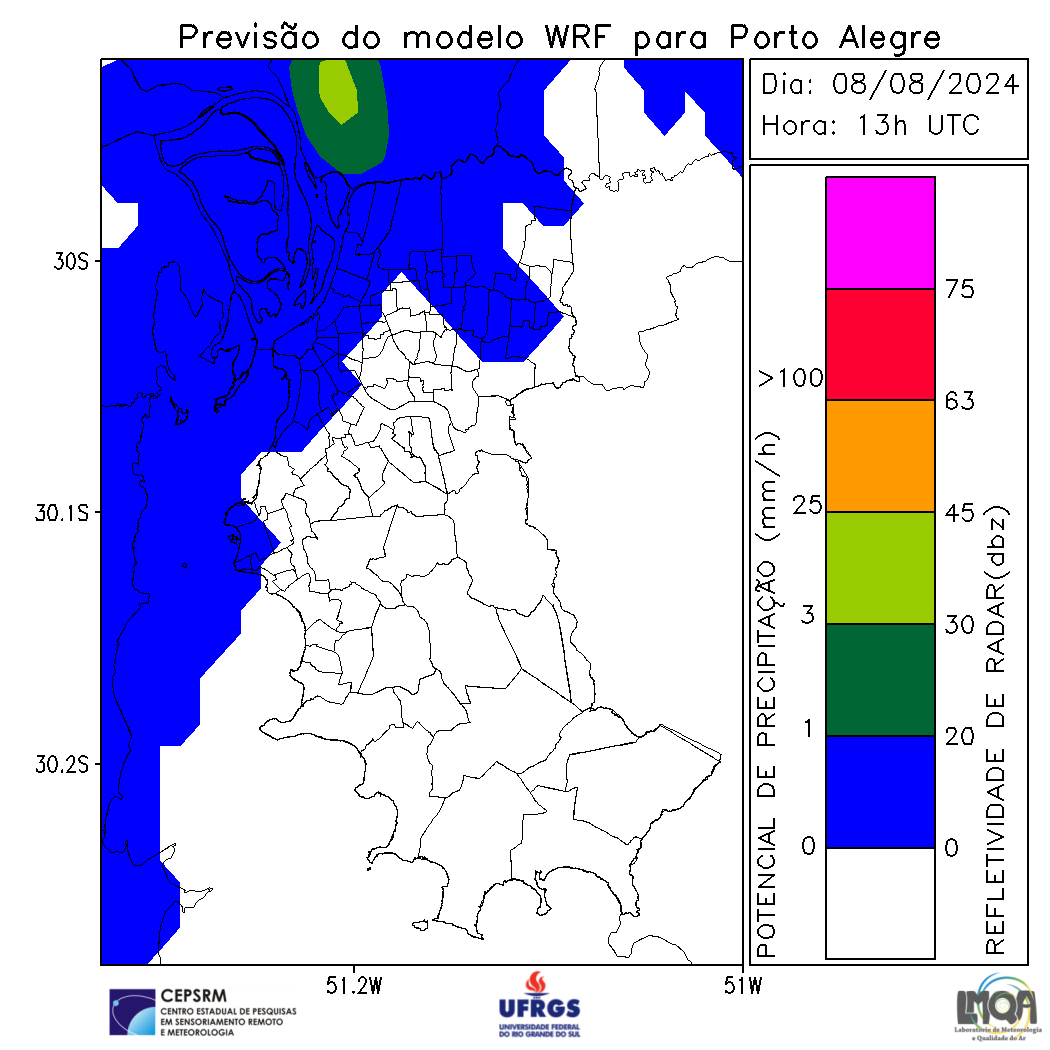 Previsão do modelo WRF para Porto Alegre
Dia: 08/08/2024
Hora: 13h UTC
30S
30.1S
30.2S
51.2W
51W
POTENCIAL DE PRECIPITAÇÃO (mm/h)
>100
25
3
1
0
75
63
45
30
20
0
REFLETIVIDADE DE RADAR(dbz)
CEPSRM
CENTRO ESTADUAL DE PESQUISAS
EM SENSORIAMENTO REMOTO
E METEOROLOGIA
UFRGS
UNIVERSIDADE FEDERAL
DO RIO GRANDE DO SUL
LMQA
Laboratório de Meteorologia
e Qualidade do Ar